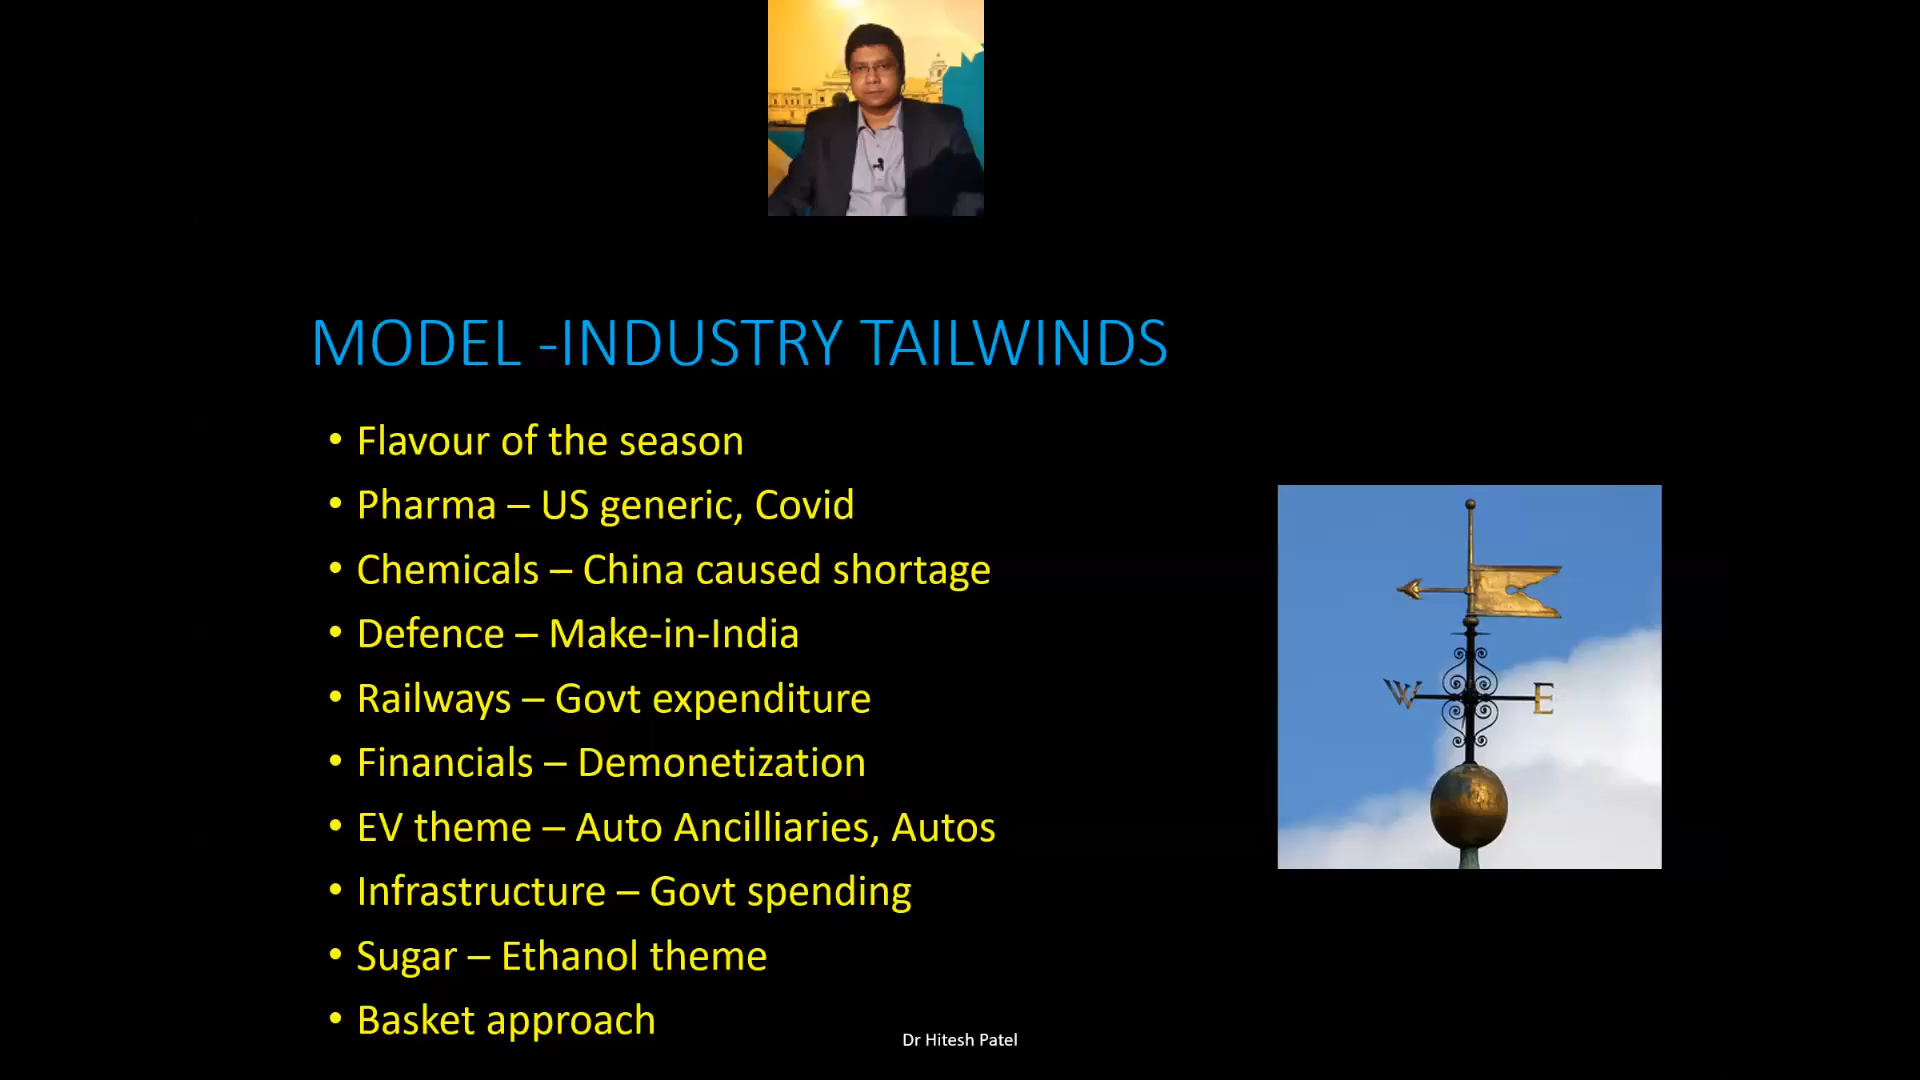 MODEL -INDUSTRY TAILWINDS
• Flavour of the season
• Pharma – US generic, Covid
• Chemicals – China caused shortage
• Defence – Make-in-India
• Railways – Govt expenditure
• Financials – Demonetization
• EV theme – Auto Ancilliaries, Autos
• Infrastructure – Govt spending
• Sugar – Ethanol theme
• Basket approach
Dr Hitesh Patel
W E